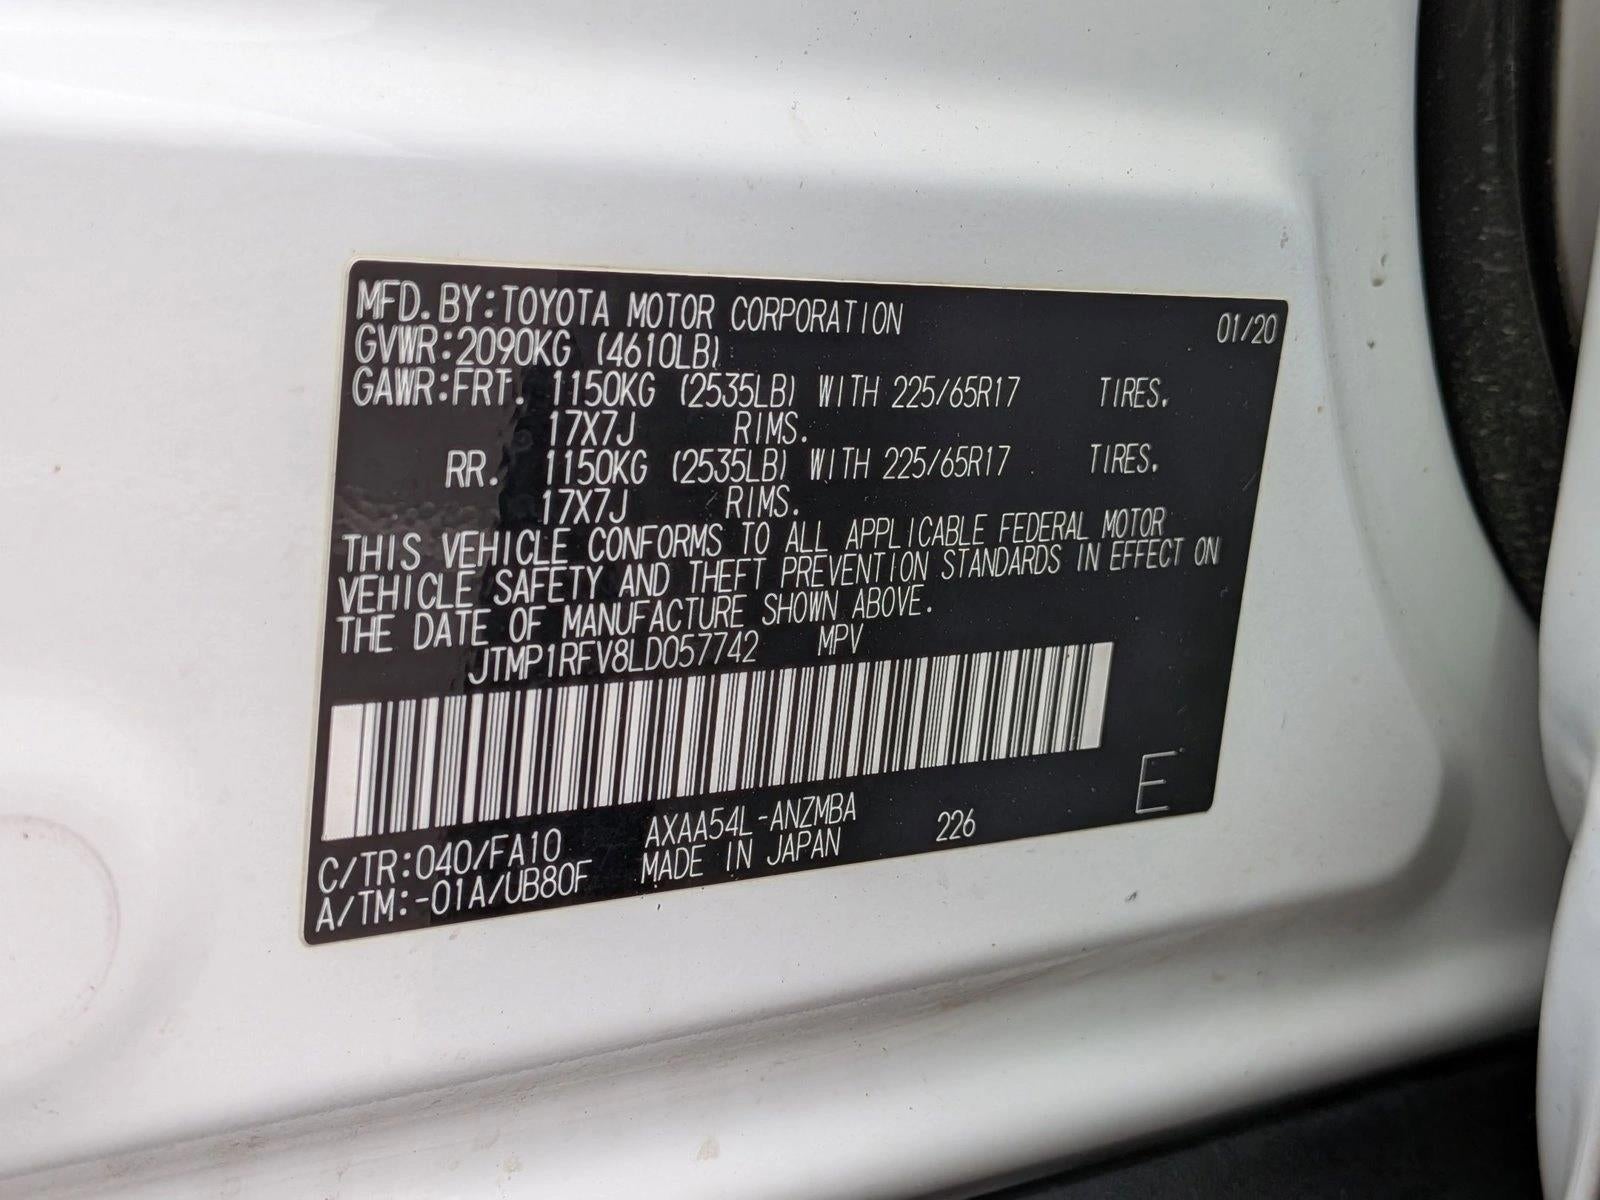 MFD.BY:TOYOTA MOTOR CORPORATION 01/20
GVWR:2090KG (4610LB)
GAWR:FRT. 1150KG (2535LB) WITH 225/65R17 TIRES.
17X7J RIMS.
RR. 1150KG (2535LB) WITH 225/65R17 TIRES.
17X7J RIMS.
THIS VEHICLE CONFORMS TO ALL APPLICABLE FEDERAL MOTOR
VEHICLE SAFETY AND THEFT PREVENTION STANDARDS IN EFFECT ON
THE DATE OF MANUFACTURE SHOWN ABOVE.
JTMP1RFV8LD057742 MPV
E
C/TR:040/FA10 AXAA54L-ANZMBA 226
A/TM:-01A/UB80F MADE IN JAPAN